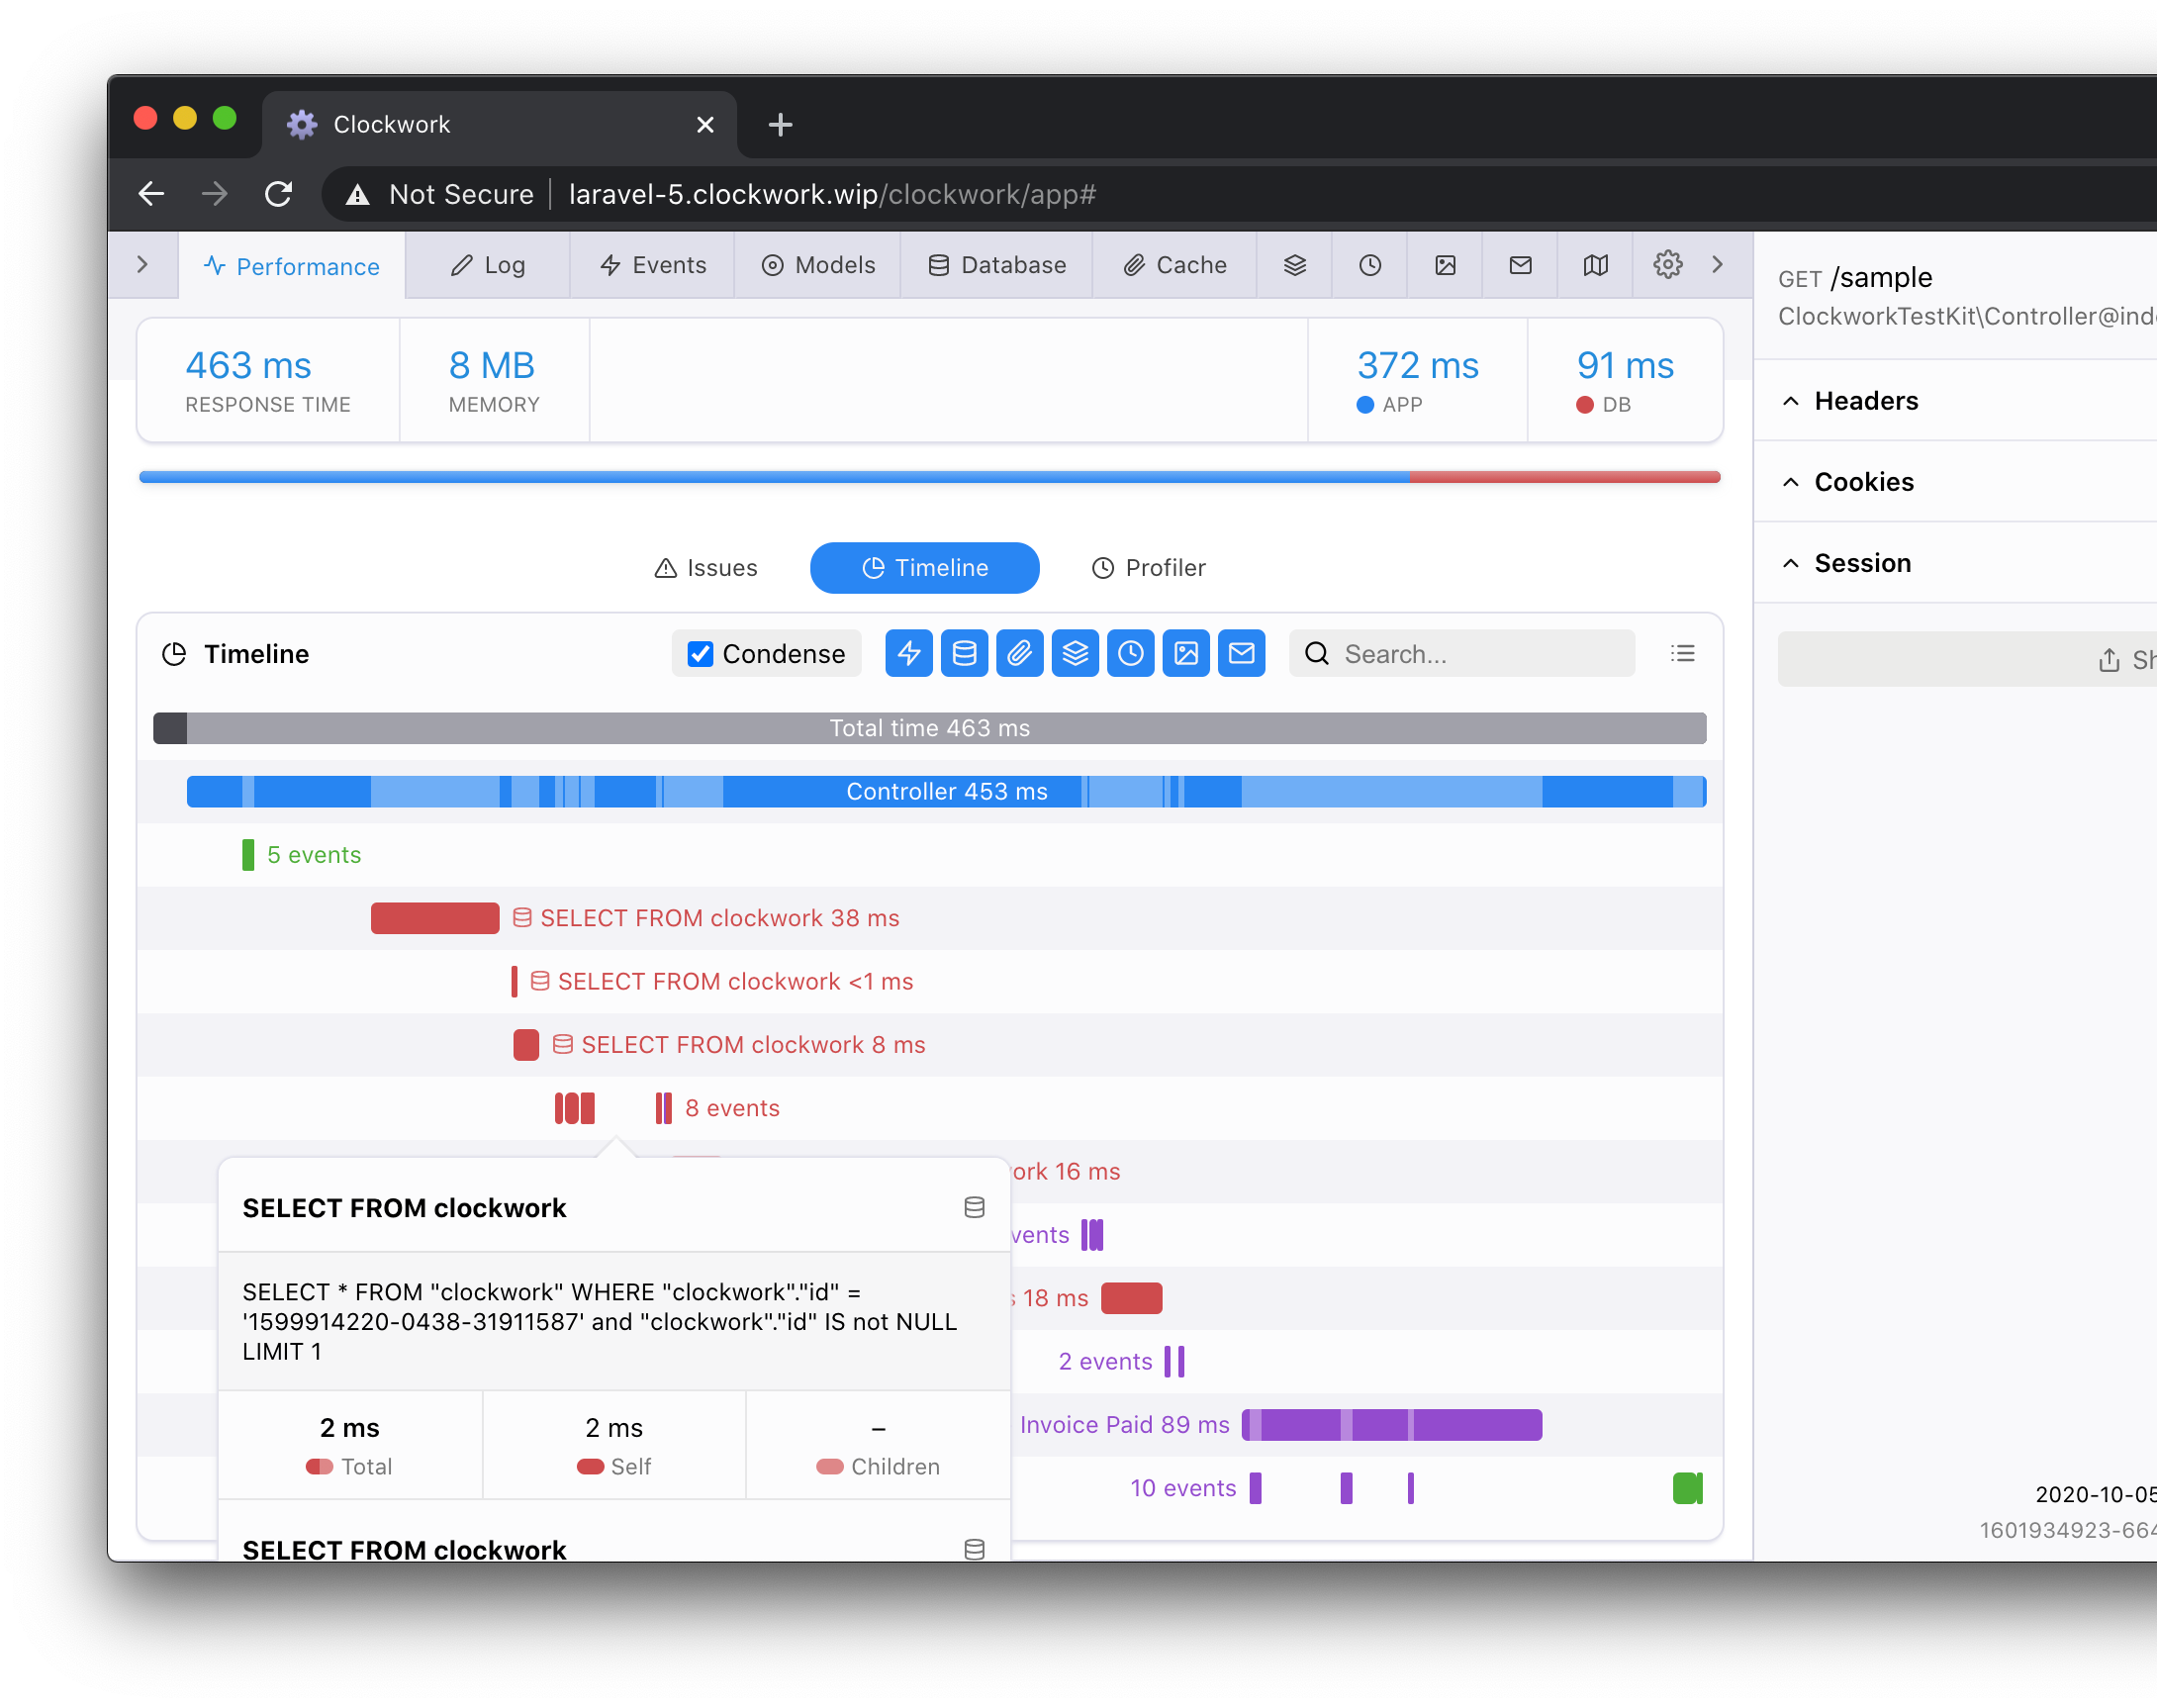 Clockwork
Not Secure laravel-5.clockwork.wip/clockwork/app#
Performance Log Events Models Database Cache
463 ms 8 MB 372 ms 91 ms
RESPONSE TIME MEMORY APP DB
Issues Timeline Profiler
Timeline Condense Search...
Total time 463 ms
Controller 453 ms
5 events
SELECT FROM clockwork 38 ms
SELECT FROM clockwork <1 ms
SELECT FROM clockwork 8 ms
8 events
16 ms
18 ms
2 events
Invoice Paid 89 ms
10 events
SELECT FROM clockwork
SELECT * FROM "clockwork" WHERE "clockwork"."id" =
'1599914220-0438-31911587' and "clockwork"."id" IS not NULL
LIMIT 1
2 ms 2 ms –
Total Self Children
SELECT FROM clockwork
GET /sample
ClockworkTestKit\Controller@ind
Headers
Cookies
Session
2020-10-05
1601934923-664